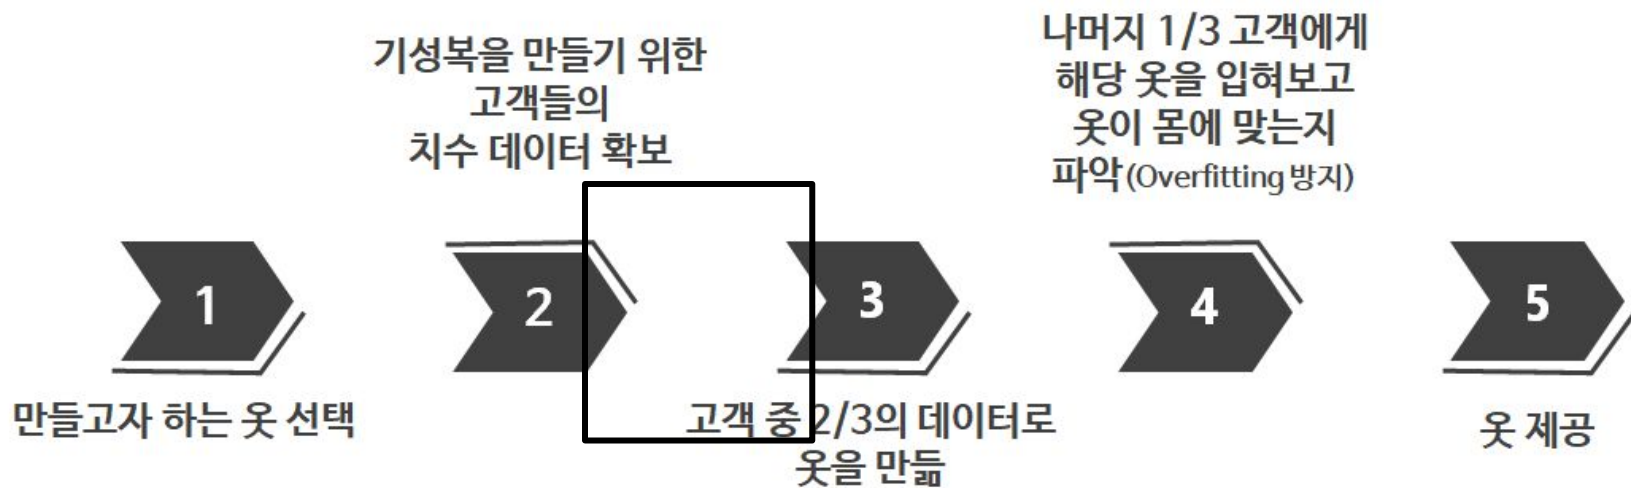 1
만들고자 하는 옷 선택
기성복을 만들기 위한
고객들의
치수 데이터 확보
2
3
고객 중 2/3의 데이터로
옷을 만듦
나머지 1/3 고객에게
해당 옷을 입혀보고
옷이 몸에 맞는지
파악(Overfitting 방지)
4
5
옷 제공